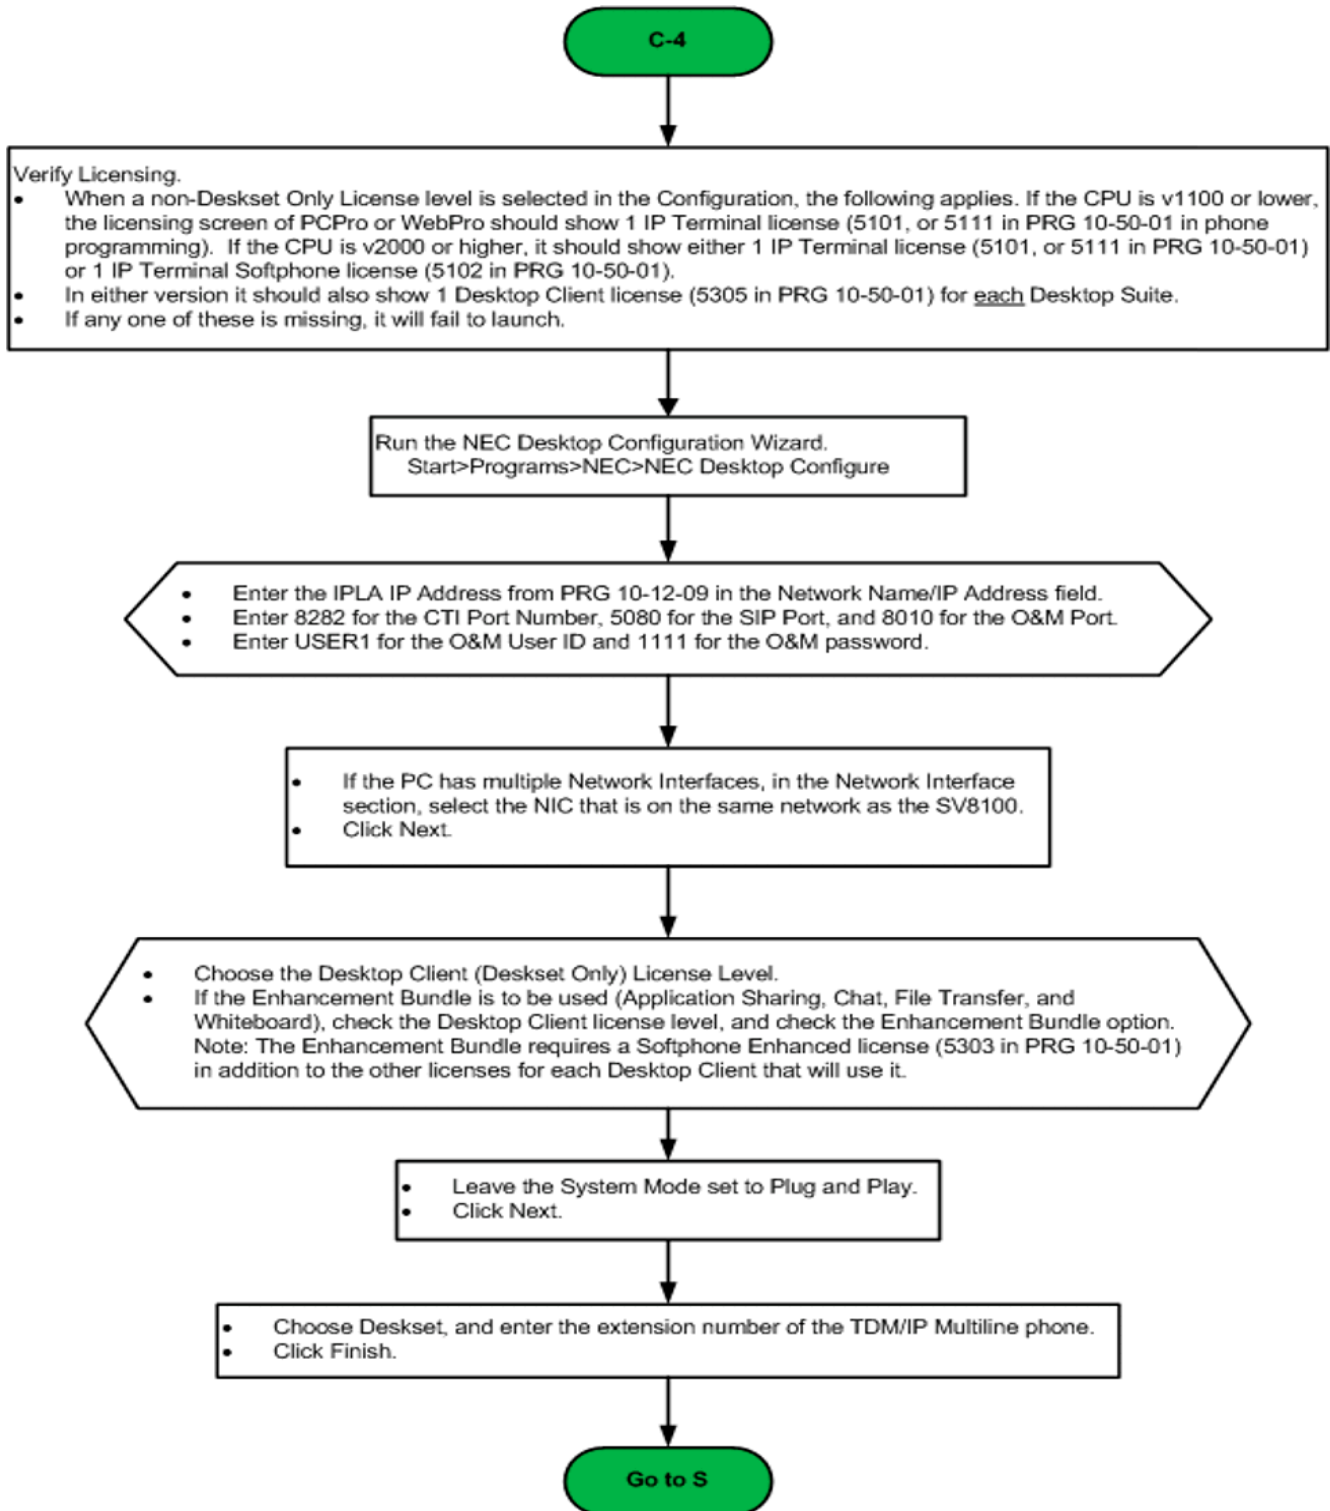 C-4
Verify Licensing.
• When a non-Deskset Only License level is selected in the Configuration, the following applies. If the CPU is v1100 or lower,
the licensing screen of PCPro or WebPro should show 1 IP Terminal license (5101, or 5111 in PRG 10-50-01 in phone
programming).  If the CPU is v2000 or higher, it should show either 1 IP Terminal license (5101, or 5111 in PRG 10-50-01)
or 1 IP Terminal Softphone license (5102 in PRG 10-50-01).
• In either version it should also show 1 Desktop Client license (5305 in PRG 10-50-01) for each Desktop Suite.
• If any one of these is missing, it will fail to launch.
Run the NEC Desktop Configuration Wizard.
Start>Programs>NEC>NEC Desktop Configure
• Enter the IPLA IP Address from PRG 10-12-09 in the Network Name/IP Address field.
• Enter 8282 for the CTI Port Number, 5080 for the SIP Port, and 8010 for the O&M Port.
• Enter USER1 for the O&M User ID and 1111 for the O&M password.
• If the PC has multiple Network Interfaces, in the Network Interface
section, select the NIC that is on the same network as the SV8100.
• Click Next.
• Choose the Desktop Client (Deskset Only) License Level.
• If the Enhancement Bundle is to be used (Application Sharing, Chat, File Transfer, and
Whiteboard), check the Desktop Client license level, and check the Enhancement Bundle option.
Note: The Enhancement Bundle requires a Softphone Enhanced license (5303 in PRG 10-50-01)
in addition to the other licenses for each Desktop Client that will use it.
• Leave the System Mode set to Plug and Play.
• Click Next.
• Choose Deskset, and enter the extension number of the TDM/IP Multiline phone.
• Click Finish.
Go to S